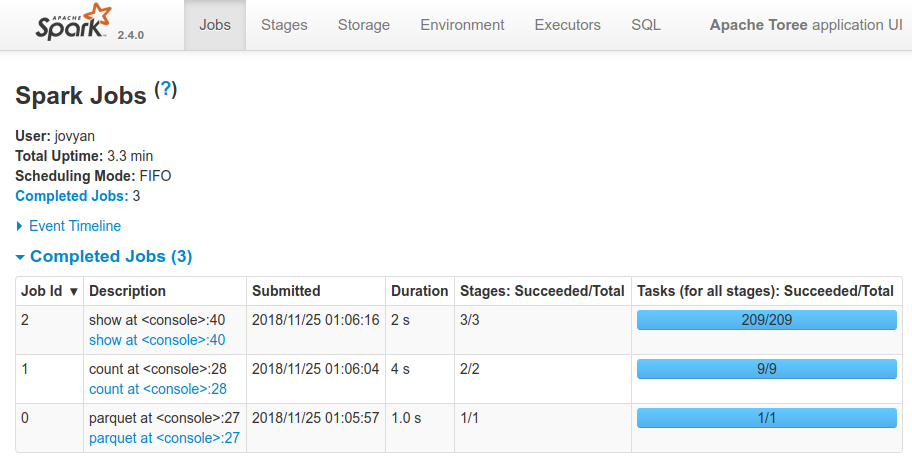 APACHE Spark 2.4.0 Jobs Stages Storage Environment Executors SQL Apache Toree application UI
Spark Jobs (?)
User: jovyan
Total Uptime: 3.3 min
Scheduling Mode: FIFO
Completed Jobs: 3
Event Timeline
Completed Jobs (3)
Job Id ▼ Description Submitted Duration Stages: Succeeded/Total Tasks (for all stages): Succeeded/Total
2 show at <console>:40 2018/11/25 01:06:16 2 s 3/3 209/209
show at <console>:40
1 count at <console>:28 2018/11/25 01:06:04 4 s 2/2 9/9
count at <console>:28
0 parquet at <console>:27 2018/11/25 01:05:57 1.0 s 1/1 1/1
parquet at <console>:27